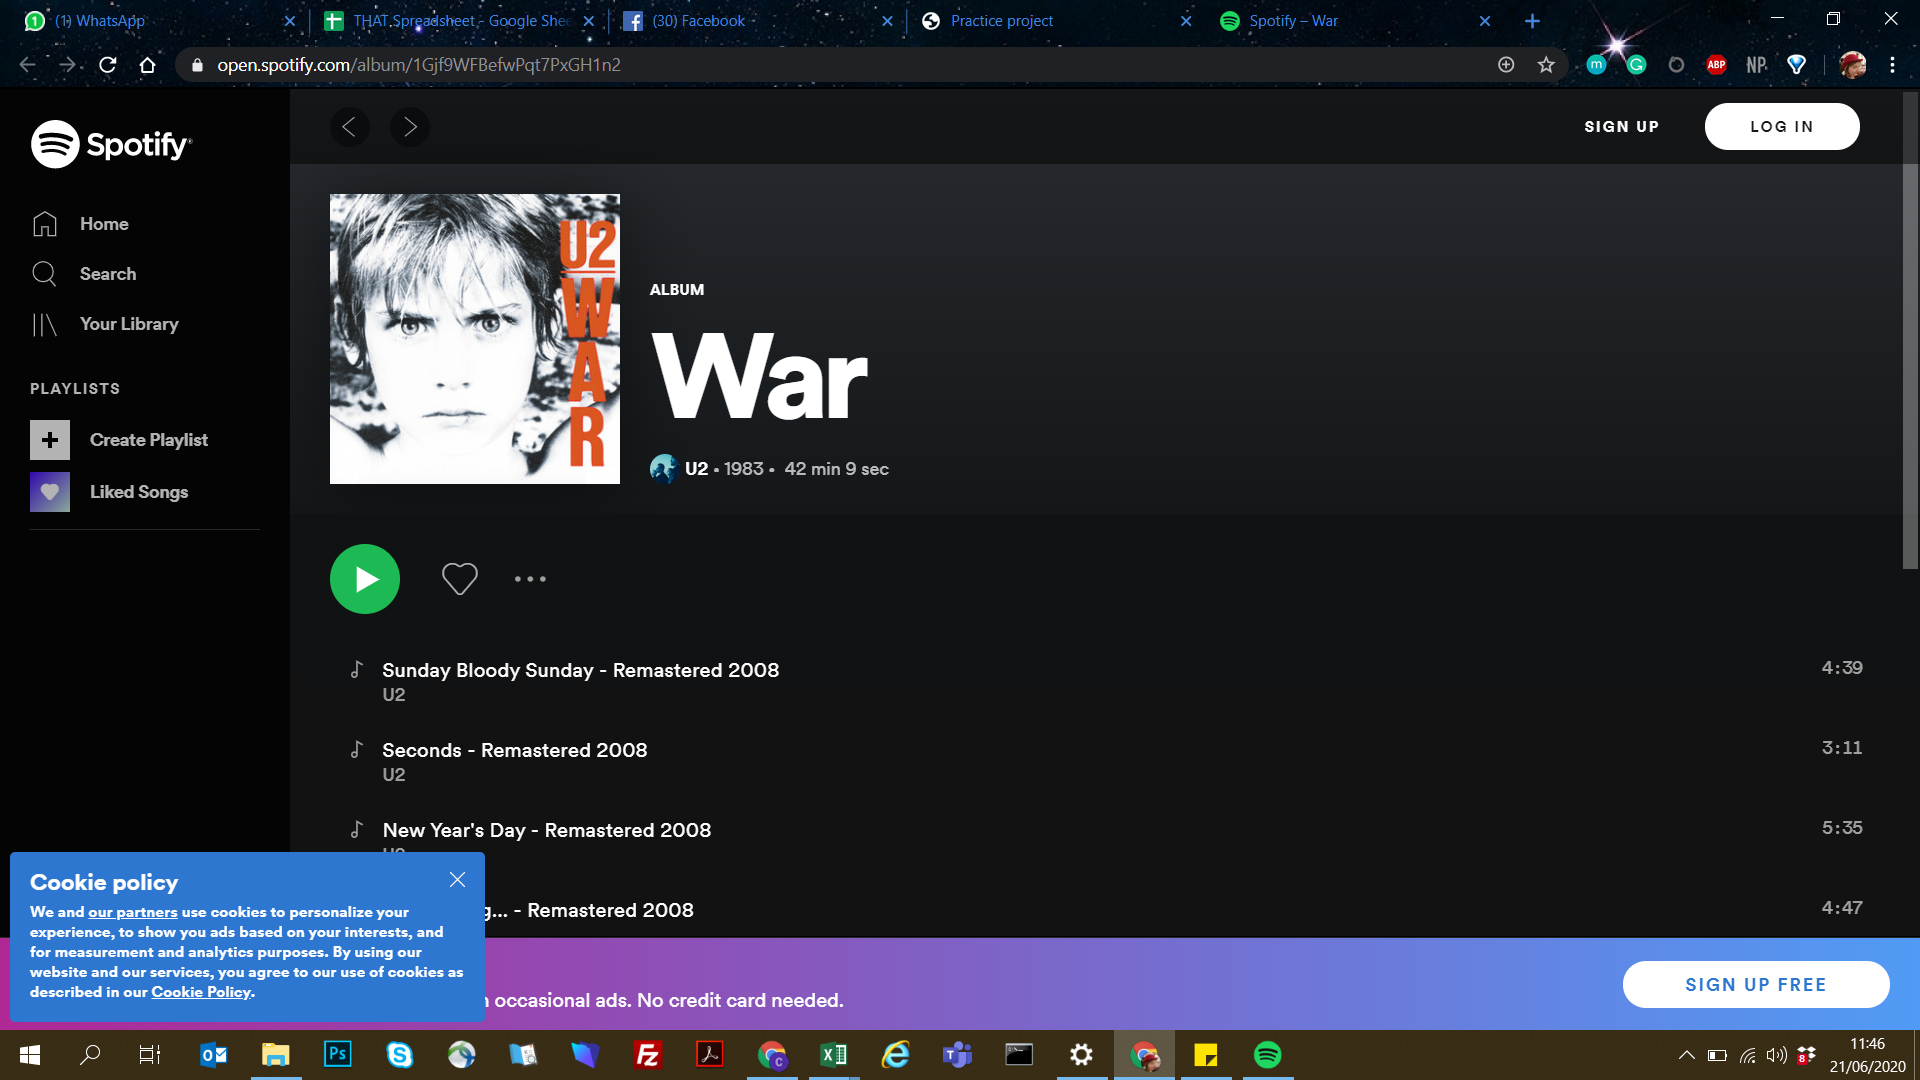 (1) WhatsApp
THAT Spreadsheet - Google Shee
(30) Facebook
Practice project
Spotify – War
open.spotify.com/album/1Gjf9WFBefwPqt7PxGH1n2
m
G
ABP
NP
Spotify
SIGN UP
LOG IN
Home
Search
Your Library
PLAYLISTS
Create Playlist
Liked Songs
U2
WAR
ALBUM
War
U2 • 1983 • 42 min 9 sec
Sunday Bloody Sunday - Remastered 2008
4:39
U2
Seconds - Remastered 2008
3:11
U2
New Year's Day - Remastered 2008
5:35
U2
g... - Remastered 2008
4:47
Cookie policy
We and our partners use cookies to personalize your
experience, to show you ads based on your interests, and
for measurement and analytics purposes. By using our
website and our services, you agree to our use of cookies as
described in our Cookie Policy.
occasional ads. No credit card needed.
SIGN UP FREE
Ps
Fz
11:46
21/06/2020